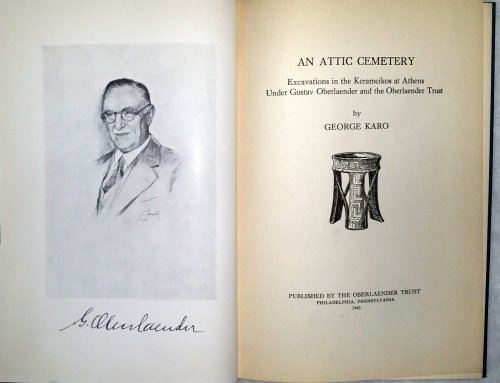 G. Oberlaender
AN ATTIC CEMETERY
Excavations in the Kerameikos at Athens
Under Gustav Oberlaender and the Oberlaender Trust
by
GEORGE KARO
PUBLISHED BY THE OBERLAENDER TRUST
PHILADELPHIA, PENNSYLVANIA
1943